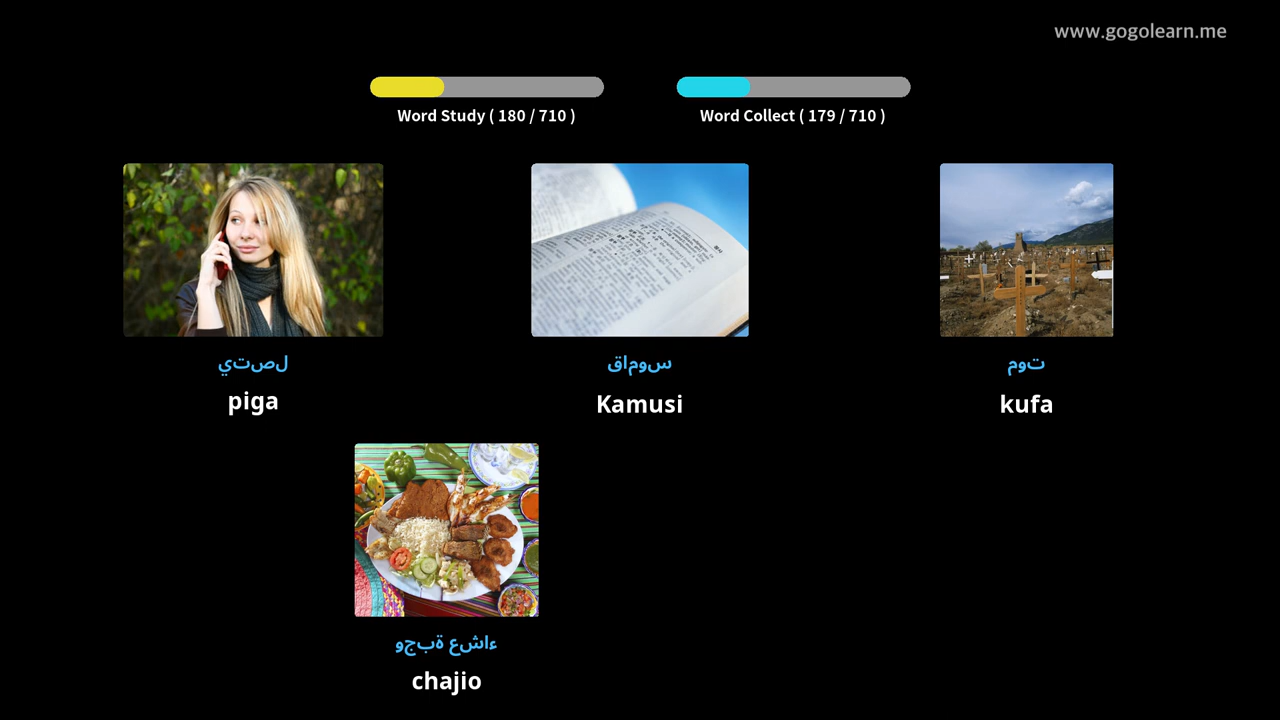 www.gogolearn.me
Word Study ( 180 / 710 )
Word Collect ( 179 / 710 )
لصتي
piga
سوماق
Kamusi
توم
kufa
ءاشع ةبجو
chajio